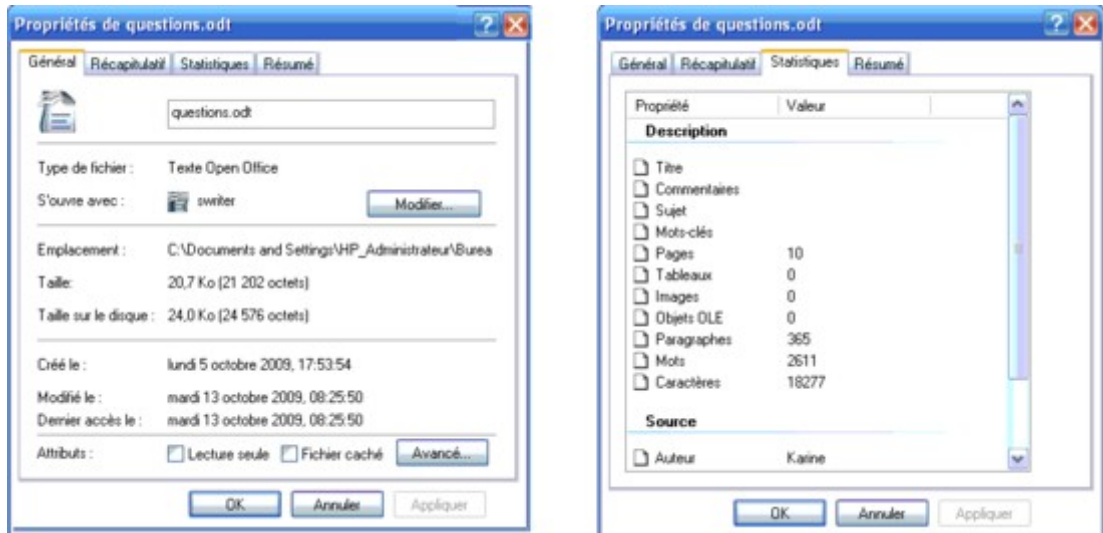 Propriétés de questions.odt
Général Récapitulatif Statistiques Résumé
questions.odt
Type de fichier : Texte Open Office
S'ouvre avec : swriter Modifier...
Emplacement : C:\Documents and Settings\HP_Administrateur\Burea
Taille: 20,7 Ko (21 202 octets)
Taille sur le disque : 24,0 Ko (24 576 octets)
Créé le : lundi 5 octobre 2009, 17:53:54
Modifié le : mardi 13 octobre 2009, 08:25:50
Dernier accès le : mardi 13 octobre 2009, 08:25:50
Attributs : Lecture seule Fichier caché Avancé...
OK Annuler Appliquer
Propriétés de questions.odt
Général Récapitulatif Statistiques Résumé
Propriété Valeur
Description
Titre
Commentaires
Sujet
Mots-clés
Pages 10
Tableaux 0
Images 0
Objets OLE 0
Paragraphes 365
Mots 2611
Caractères 18277
Source
Auteur Karine
OK Annuler Appliquer